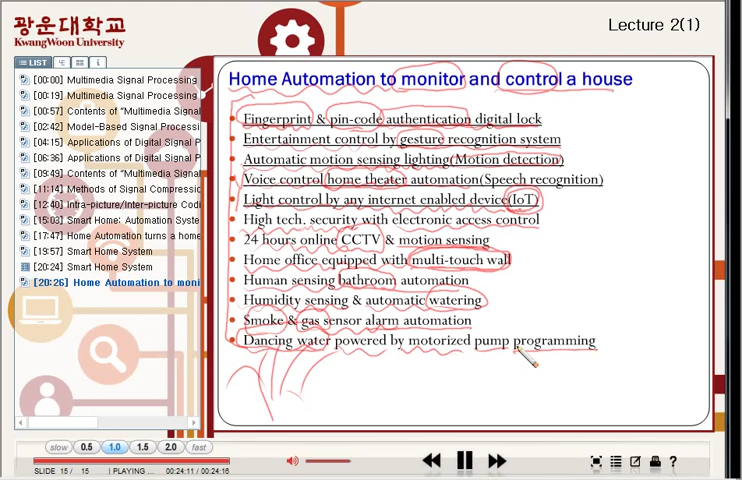 광운대학교
KwangWoon University
Lecture 2(1)
LIST
[00:00] Multimedia Signal Processing
[00:19] Multimedia Signal Processing
[00:57] Contents of "Multimedia Signal
[02:42] Model-Based Signal Processi
[04:15] Applications of Digital Signal P
[06:36] Applications of Digital Signal P
[09:49] Contents of "Multimedia Signal
[11:14] Methods of Signal Compressi
[12:40] Intra-picture/Inter-picture Codi
[15:03] Smart Home: Automation Syste
[17:47] Home Automation turns a home
[19:57] Smart Home System
[20:24] Smart Home System
[20:26] Home Automation to moni
Home Automation to monitor and control a house
• Fingerprint & pin-code authentication digital lock
• Entertainment control by gesture recognition system
• Automatic motion sensing lighting(Motion detection)
• Voice control home theater automation(Speech recognition)
• Light control by any internet enabled device(IoT)
• High tech. security with electronic access control
• 24 hours online CCTV & motion sensing
• Home office equipped with multi-touch wall
• Human sensing bathroom automation
• Humidity sensing & automatic watering
• Smoke & gas sensor alarm automation
• Dancing water powered by motorized pump programming
slow 0.5 1.0 1.5 2.0 fast
SLIDE 15 / 15 | PLAYING ... 00:24:11 / 00:24:16